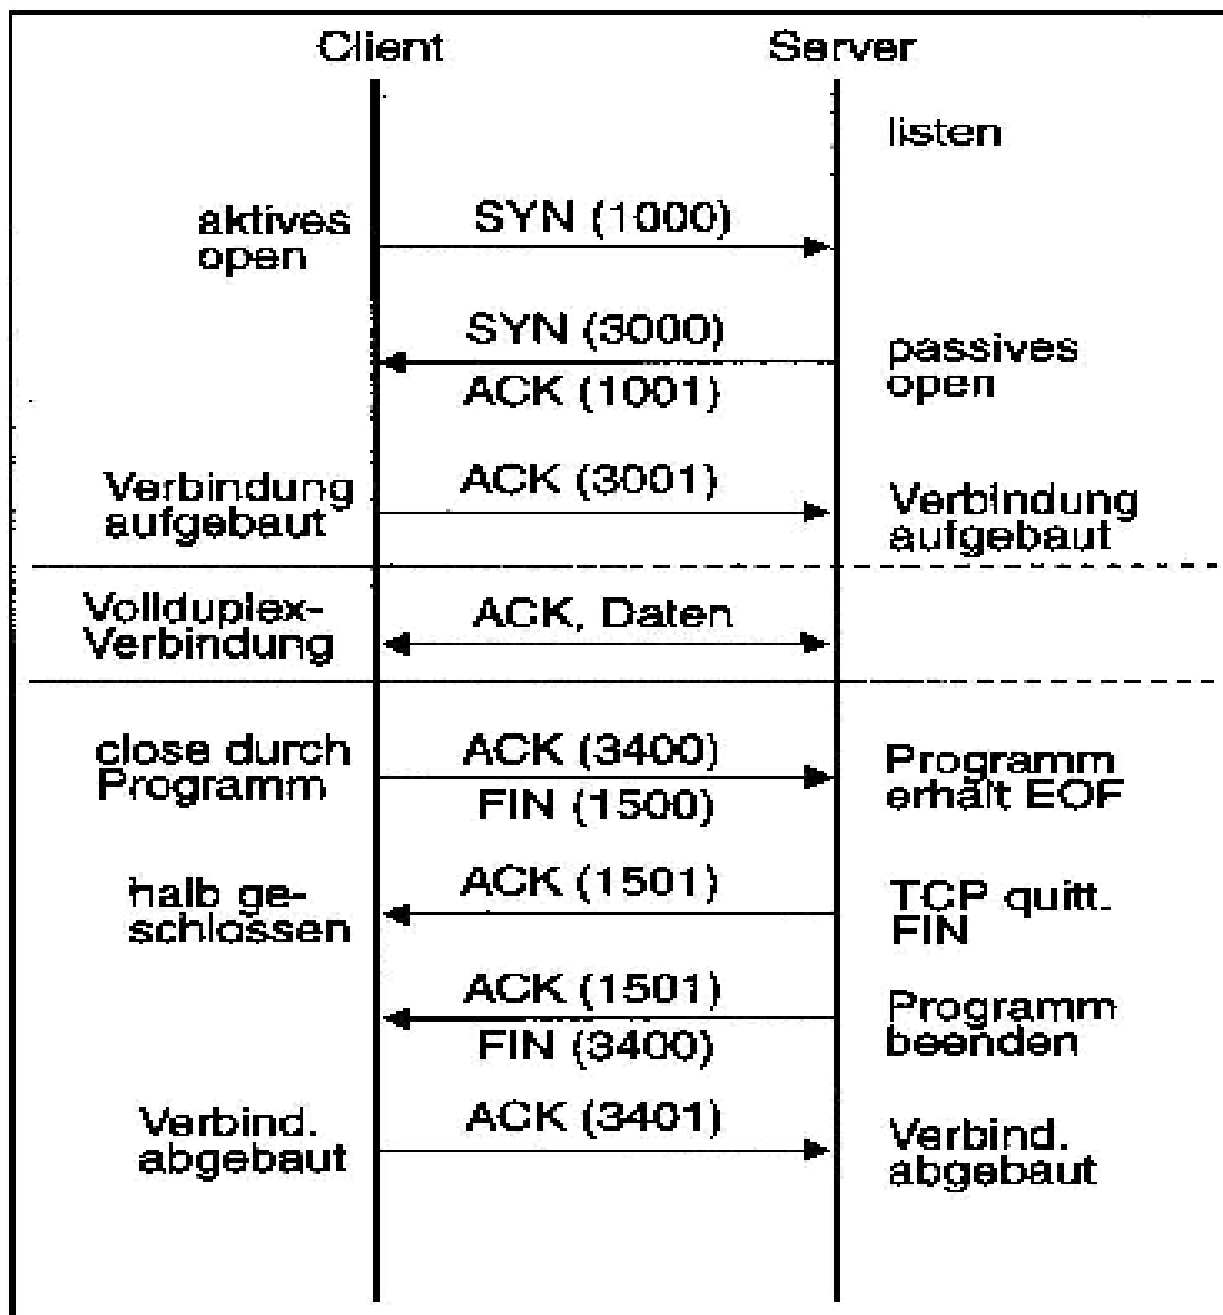 Client
Server
listen
aktives
open
SYN (1000)
SYN (3000)
ACK (1001)
passives
open
Verbindung
aufgebaut
ACK (3001)
Verbindung
aufgebaut
Vollduplex-
Verbindung
ACK, Daten
close durch
Programm
ACK (3400)
FIN (1500)
Programm
erhält EOF
halb ge-
schlossen
ACK (1501)
TCP quitt.
FIN
ACK (1501)
FIN (3400)
Programm
beenden
Verbind.
abgebaut
ACK (3401)
Verbind.
abgebaut